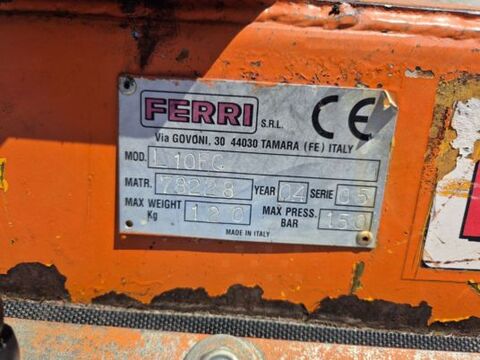 FERRI S.R.L. CE
Via GOVONI, 30 44030 TAMARA (FE) ITALY
MOD.
MATR. 78228 YEAR 04 SERIE 05
MAX WEIGHT Kg 120 MAX PRESS. BAR 150
MADE IN ITALY